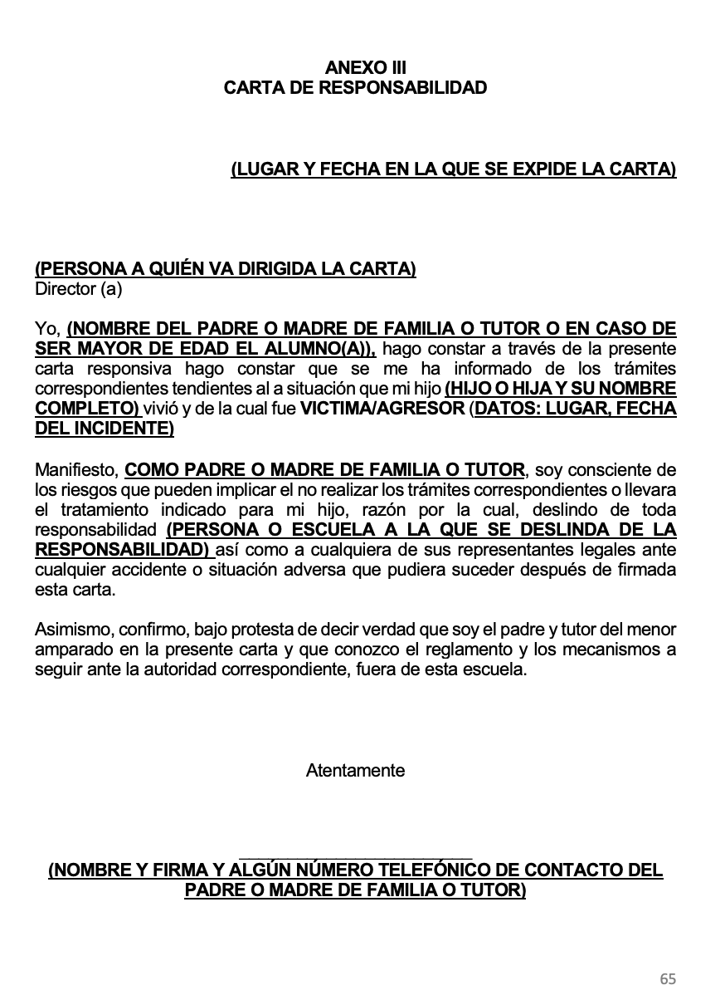 ANEXO III
CARTA DE RESPONSABILIDAD
(LUGAR Y FECHA EN LA QUE SE EXPIDE LA CARTA)
(PERSONA A QUIÉN VA DIRIGIDA LA CARTA)
Director (a)
Yo, (NOMBRE DEL PADRE O MADRE DE FAMILIA O TUTOR O EN CASO DE
SER MAYOR DE EDAD EL ALUMNO(A)), hago constar a través de la presente
carta responsiva hago constar que se me ha informado de los trámites
correspondientes tendientes al a situación que mi hijo (HIJO O HIJA Y SU NOMBRE
COMPLETO) vivió y de la cual fue VICTIMA/AGRESOR (DATOS: LUGAR, FECHA
DEL INCIDENTE)
Manifiesto, COMO PADRE O MADRE DE FAMILIA O TUTOR, soy consciente de
los riesgos que pueden implicar el no realizar los trámites correspondientes o llevara
el tratamiento indicado para mi hijo, razón por la cual, deslindo de toda
responsabilidad (PERSONA O ESCUELA A LA QUE SE DESLINDA DE LA
RESPONSABILIDAD) así como a cualquiera de sus representantes legales ante
cualquier accidente o situación adversa que pudiera suceder después de firmada
esta carta.
Asimismo, confirmo, bajo protesta de decir verdad que soy el padre y tutor del menor
amparado en la presente carta y que conozco el reglamento y los mecanismos a
seguir ante la autoridad correspondiente, fuera de esta escuela.
Atentamente
(NOMBRE Y FIRMA Y ALGÚN NÚMERO TELEFÓNICO DE CONTACTO DEL
PADRE O MADRE DE FAMILIA O TUTOR)
65